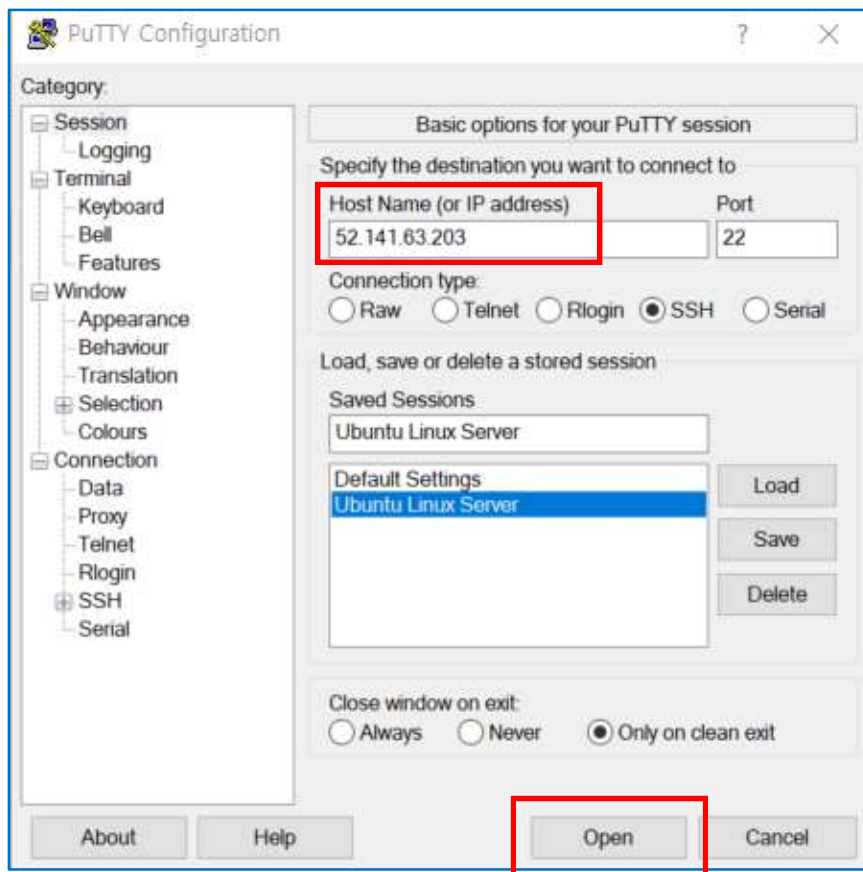 PuTTY Configuration
?
Category:
Session
Logging
Terminal
Keyboard
Bell
Features
Window
Appearance
Behaviour
Translation
Selection
Colours
Connection
Data
Proxy
Telnet
Rlogin
SSH
Serial
Basic options for your PuTTY session
Specify the destination you want to connect to
Host Name (or IP address) Port
52.141.63.203 22
Connection type:
Raw Telnet Rlogin SSH Serial
Load, save or delete a stored session
Saved Sessions
Ubuntu Linux Server
Default Settings
Ubuntu Linux Server
Load
Save
Delete
Close window on exit:
Always Never Only on clean exit
About Help Open Cancel